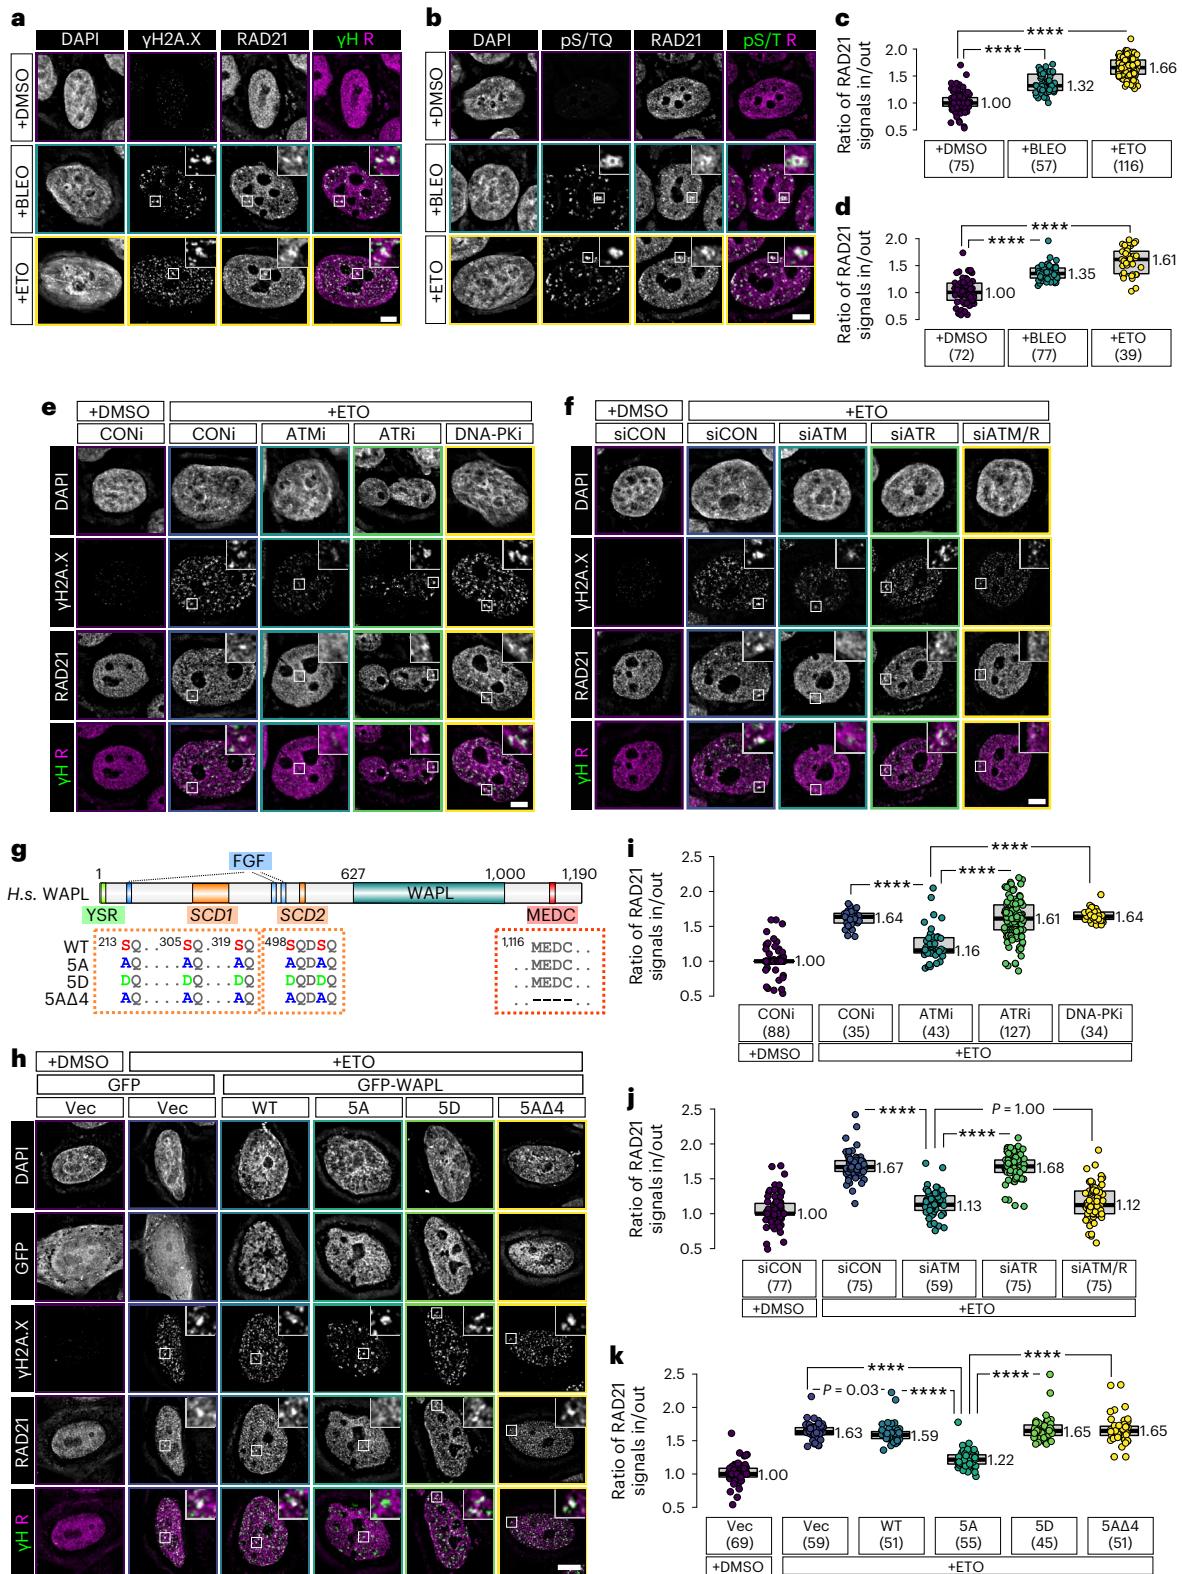 a
DAPI γH2A.X RAD21 γH R
+DMSO
+BLEO
+ETO
b
DAPI pS/TQ RAD21 pS/T R
+DMSO
+BLEO
+ETO
c
Ratio of RAD21
signals in/out
2.0
1.5
1.0
0.5
****
****
1.00
1.32
1.66
+DMSO
(75)
+BLEO
(57)
+ETO
(116)
d
Ratio of RAD21
signals in/out
2.0
1.5
1.0
0.5
****
****
1.00
1.35
1.61
+DMSO
(72)
+BLEO
(77)
+ETO
(39)
e
+DMSO +ETO
CONi CONi ATMi ATRi DNA-PKi
DAPI
γH2A.X
RAD21
γH R
f
+DMSO +ETO
siCON siCON siATM siATR siATM/R
DAPI
γH2A.X
RAD21
γH R
g
1 FGF 627 1,000 1,190
H.s. WAPL WAPL
YSR SCD1 SCD2 MEDC
WT 213 SQ....305 SQ...319 SQ 498 SQDSQ 1,116 MEDC..
5A AQ.........AQ......AQ AQDAQ ..MEDC..
5D DQ.........DQ......DQ DQDDQ ..MEDC..
5AΔ4 AQ.........AQ......AQ AQDAQ ..----..
h
+DMSO +ETO
GFP GFP-WAPL
Vec Vec WT 5A 5D 5AΔ4
DAPI
GFP
γH2A.X
RAD21
γH R
i
Ratio of RAD21
signals in/out
2.5
2.0
1.5
1.0
0.5
****
****
****
1.00
1.64
1.16
1.61
1.64
CONi
(88)
CONi
(35)
ATMi
(43)
ATRi
(127)
DNA-PKi
(34)
+DMSO +ETO
j
Ratio of RAD21
signals in/out
2.5
2.0
1.5
1.0
0.5
****
P = 1.00
****
1.00
1.67
1.13
1.68
1.12
siCON
(77)
siCON
(75)
siATM
(59)
siATR
(75)
siATM/R
(75)
+DMSO +ETO
k
Ratio of RAD21
signals in/out
2.5
2.0
1.5
1.0
0.5
****
****
P = 0.03
****
****
1.00
1.63
1.59
1.22
1.65
1.65
Vec
(69)
Vec
(59)
WT
(51)
5A
(55)
5D
(45)
5AΔ4
(51)
+DMSO +ETO